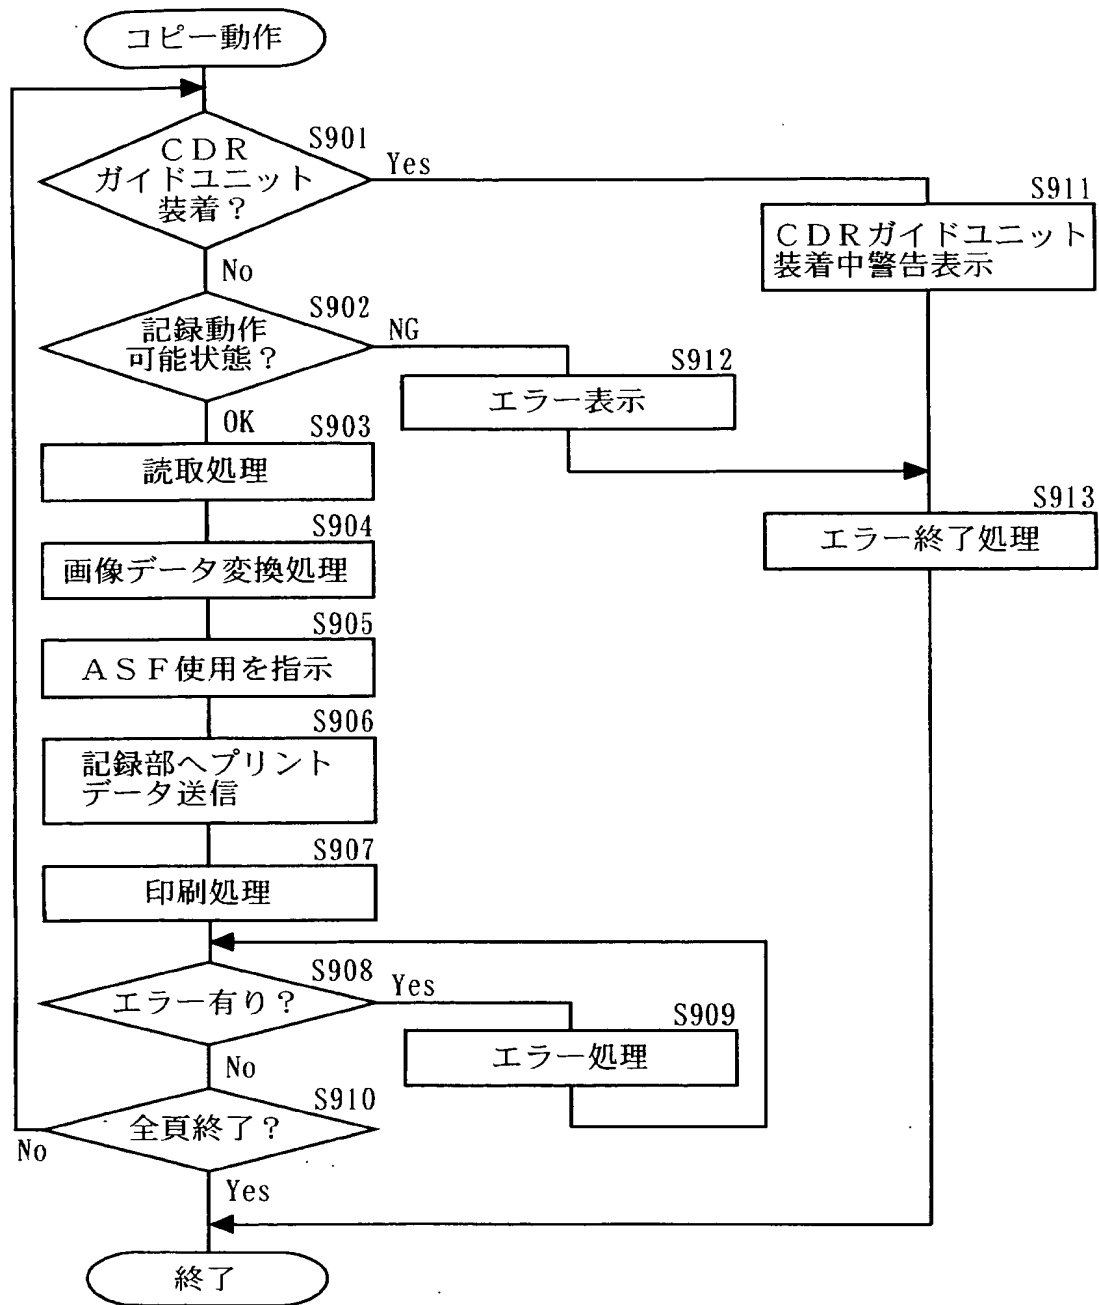 コピー動作
S901
CDR
ガイドユニット
装着?
Yes
No
S911
CDRガイドユニット
装着中警告表示
S902
記録動作
可能状態?
NG
OK
S912
エラー表示
S903
読取処理
S913
エラー終了処理
S904
画像データ変換処理
S905
ASF使用を指示
S906
記録部へプリント
データ送信
S907
印刷処理
S908
エラー有り?
Yes
No
S909
エラー処理
S910
全頁終了?
No
Yes
終了